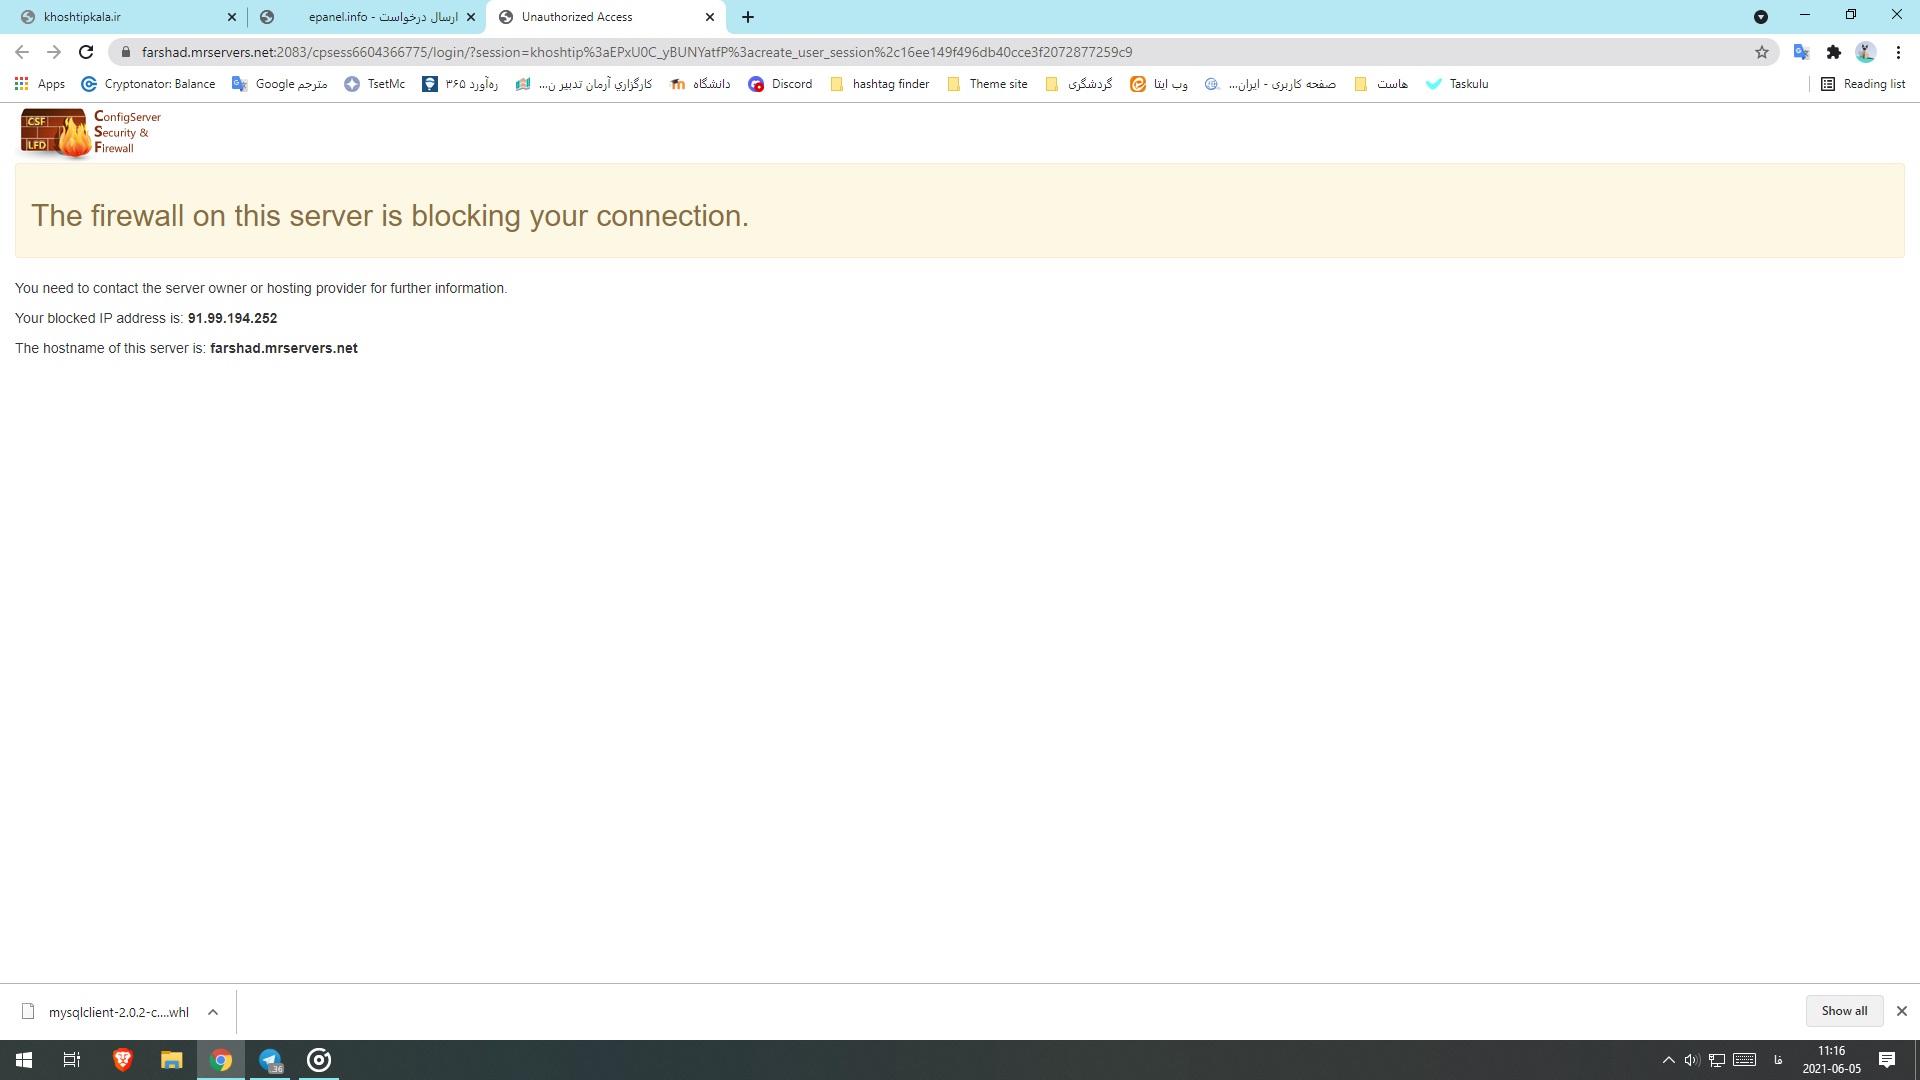 khoshtipkala.ir
epanel.info - ارسال درخواست
Unauthorized Access
farshad.mrservers.net:2083/cpsess6604366775/login/?session=khoshtip%3aEPxU0C_yBUNYatfP%3acreate_user_session%2c16ee149f496db40cce3f2072877259c9
Apps
Cryptonator: Balance
مترجم Google
TsetMc
ره‌آورد ۳۶۵
کارگزاري آرمان تدبير ن...
دانشگاه
Discord
hashtag finder
Theme site
گردشگری
وب ایتا
صفحه کاربری - ایران...
هاست
Taskulu
Reading list
CSF
LFD
ConfigServer
Security &
Firewall
The firewall on this server is blocking your connection.
You need to contact the server owner or hosting provider for further information.
Your blocked IP address is: 91.99.194.252
The hostname of this server is: farshad.mrservers.net
mysqlclient-2.0.2-c....whl
Show all
36
فا
11:16
2021-06-05